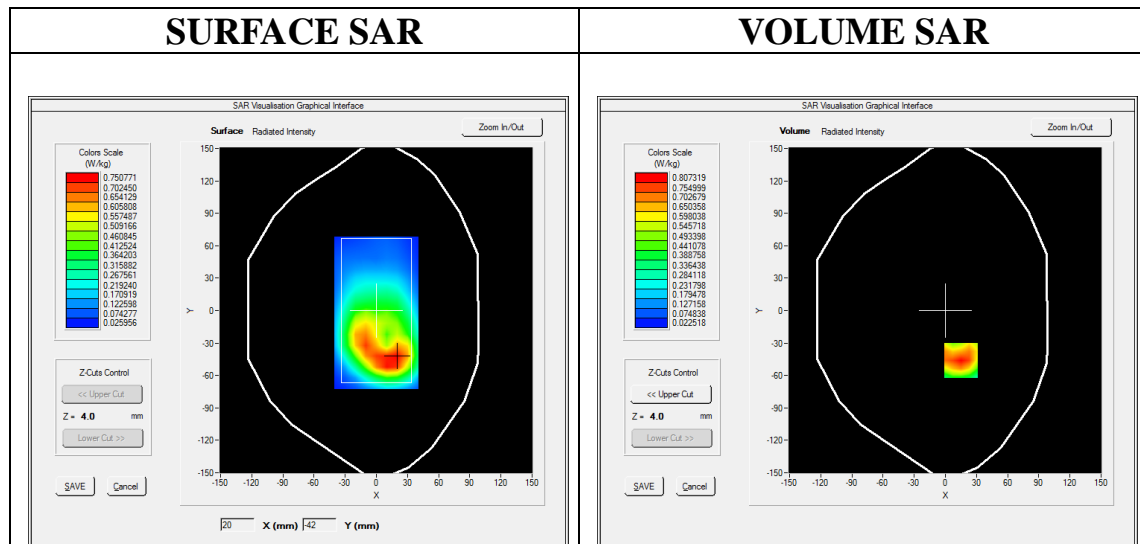 SURFACE SAR
VOLUME SAR
SAR Visualisation Graphical Interface
Surface Radiated Intensity
Zoom In/Out
Colors Scale
(W/kg)
0.750771
0.702450
0.654129
0.605808
0.557487
0.509166
0.460845
0.412524
0.364203
0.315882
0.267561
0.219240
0.170919
0.122598
0.074277
0.025956
Z-Cuts Control
<< Upper Cut
Z = 4.0 mm
Lower Cut >>
SAVE Cancel
150
120
90
60
30
0
-30
-60
-90
-120
-150
Y
-150 -120 -90 -60 -30 0 30 60 90 120 150
X
20 X (mm) -42 Y (mm)
SAR Visualisation Graphical Interface
Volume Radiated Intensity
Zoom In/Out
Colors Scale
(W/kg)
0.807319
0.754999
0.702679
0.650358
0.598038
0.545718
0.493398
0.441078
0.388758
0.336438
0.284118
0.231798
0.179478
0.127158
0.074838
0.022518
Z-Cuts Control
<< Upper Cut
Z = 4.0 mm
Lower Cut >>
SAVE Cancel
150
120
90
60
30
0
-30
-60
-90
-120
-150
Y
-150 -120 -90 -60 -30 0 30 60 90 120 150
X